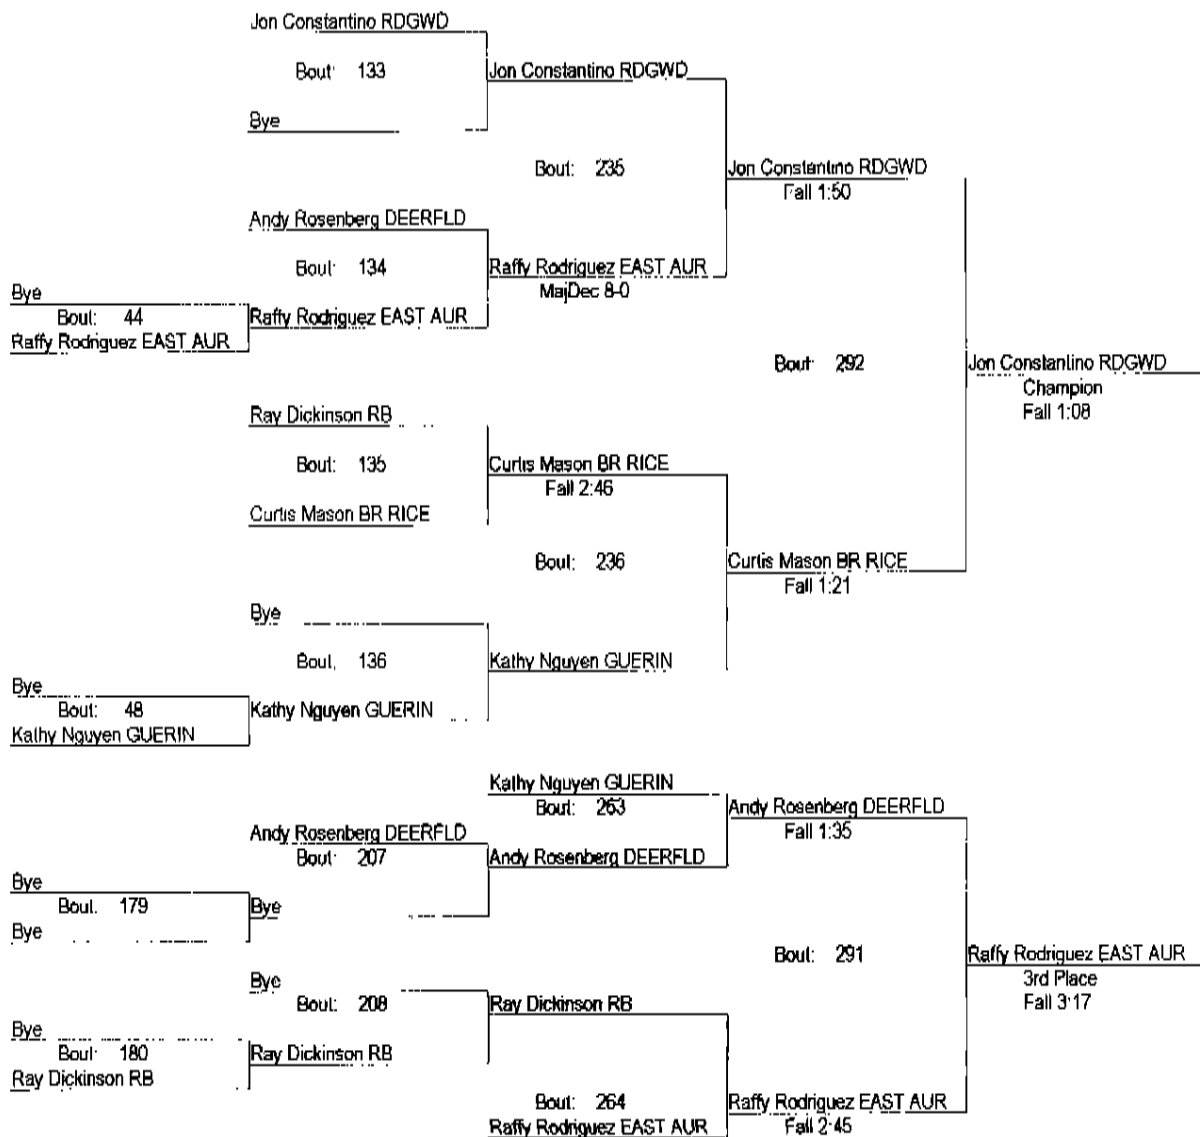 Jon Constantino RDGWD
Bout: 133
Jon Constantino RDGWD
Bye
Bout: 235
Jon Constantino RDGWD
Fall 1:50
Andy Rosenberg DEERFLD
Bout: 134
Raffy Rodriguez EAST AUR
MajDec 8-0
Bye
Bout: 44
Raffy Rodriguez EAST AUR
Raffy Rodriguez EAST AUR
Bout: 292
Jon Constantino RDGWD
Champion
Fall 1:08
Ray Dickinson RB
Bout: 135
Curtis Mason BR RICE
Fall 2:46
Curtis Mason BR RICE
Bout: 236
Curtis Mason BR RICE
Fall 1:21
Bye
Bout, 136
Kathy Nguyen GUERIN
Bye
Bout: 48
Kathy Nguyen GUERIN
Kathy Nguyen GUERIN
Kathy Nguyen GUERIN
Bout: 263
Andy Rosenberg DEERFLD
Fall 1:35
Andy Rosenberg DEERFLD
Bout: 207
Andy Rosenberg DEERFLD
Bye
Bout. 179
Bye
Bye
Bout: 291
Raffy Rodriguez EAST AUR
3rd Place
Fall 3:17
Bye
Bout: 208
Ray Dickinson RB
Bye
Bout: 180
Ray Dickinson RB
Ray Dickinson RB
Bout: 264
Raffy Rodriguez EAST AUR
Fall 2:45
Raffy Rodriguez EAST AUR